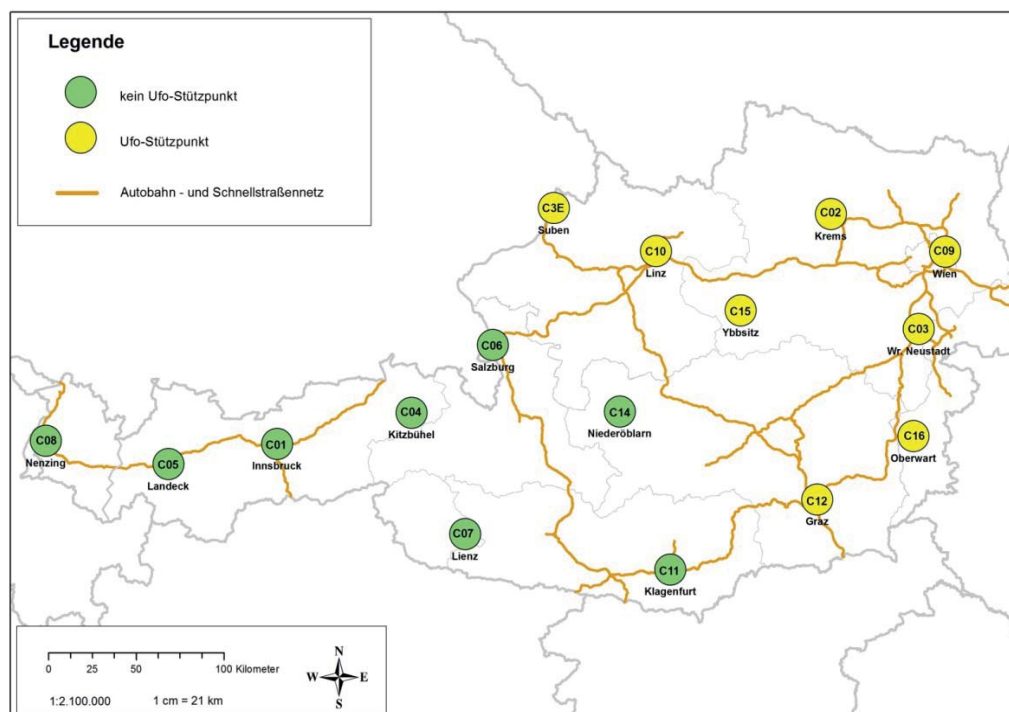 Legende
kein Ufo-Stützpunkt
Ufo-Stützpunkt
Autobahn - und Schnellstraßennetz
C3E
Suben
C02
Krems
C10
Linz
C09
Wien
C15
Ybbsitz
C03
Wr. Neustadt
C06
Salzburg
C04
Kitzbühel
C14
Niederöblarn
C08
Nenzing
C05
Landeck
C01
Innsbruck
C16
Oberwart
C12
Graz
C07
Lienz
C11
Klagenfurt
0 25 50 100 Kilometer
1:2.100.000 1 cm = 21 km
N
W E
S